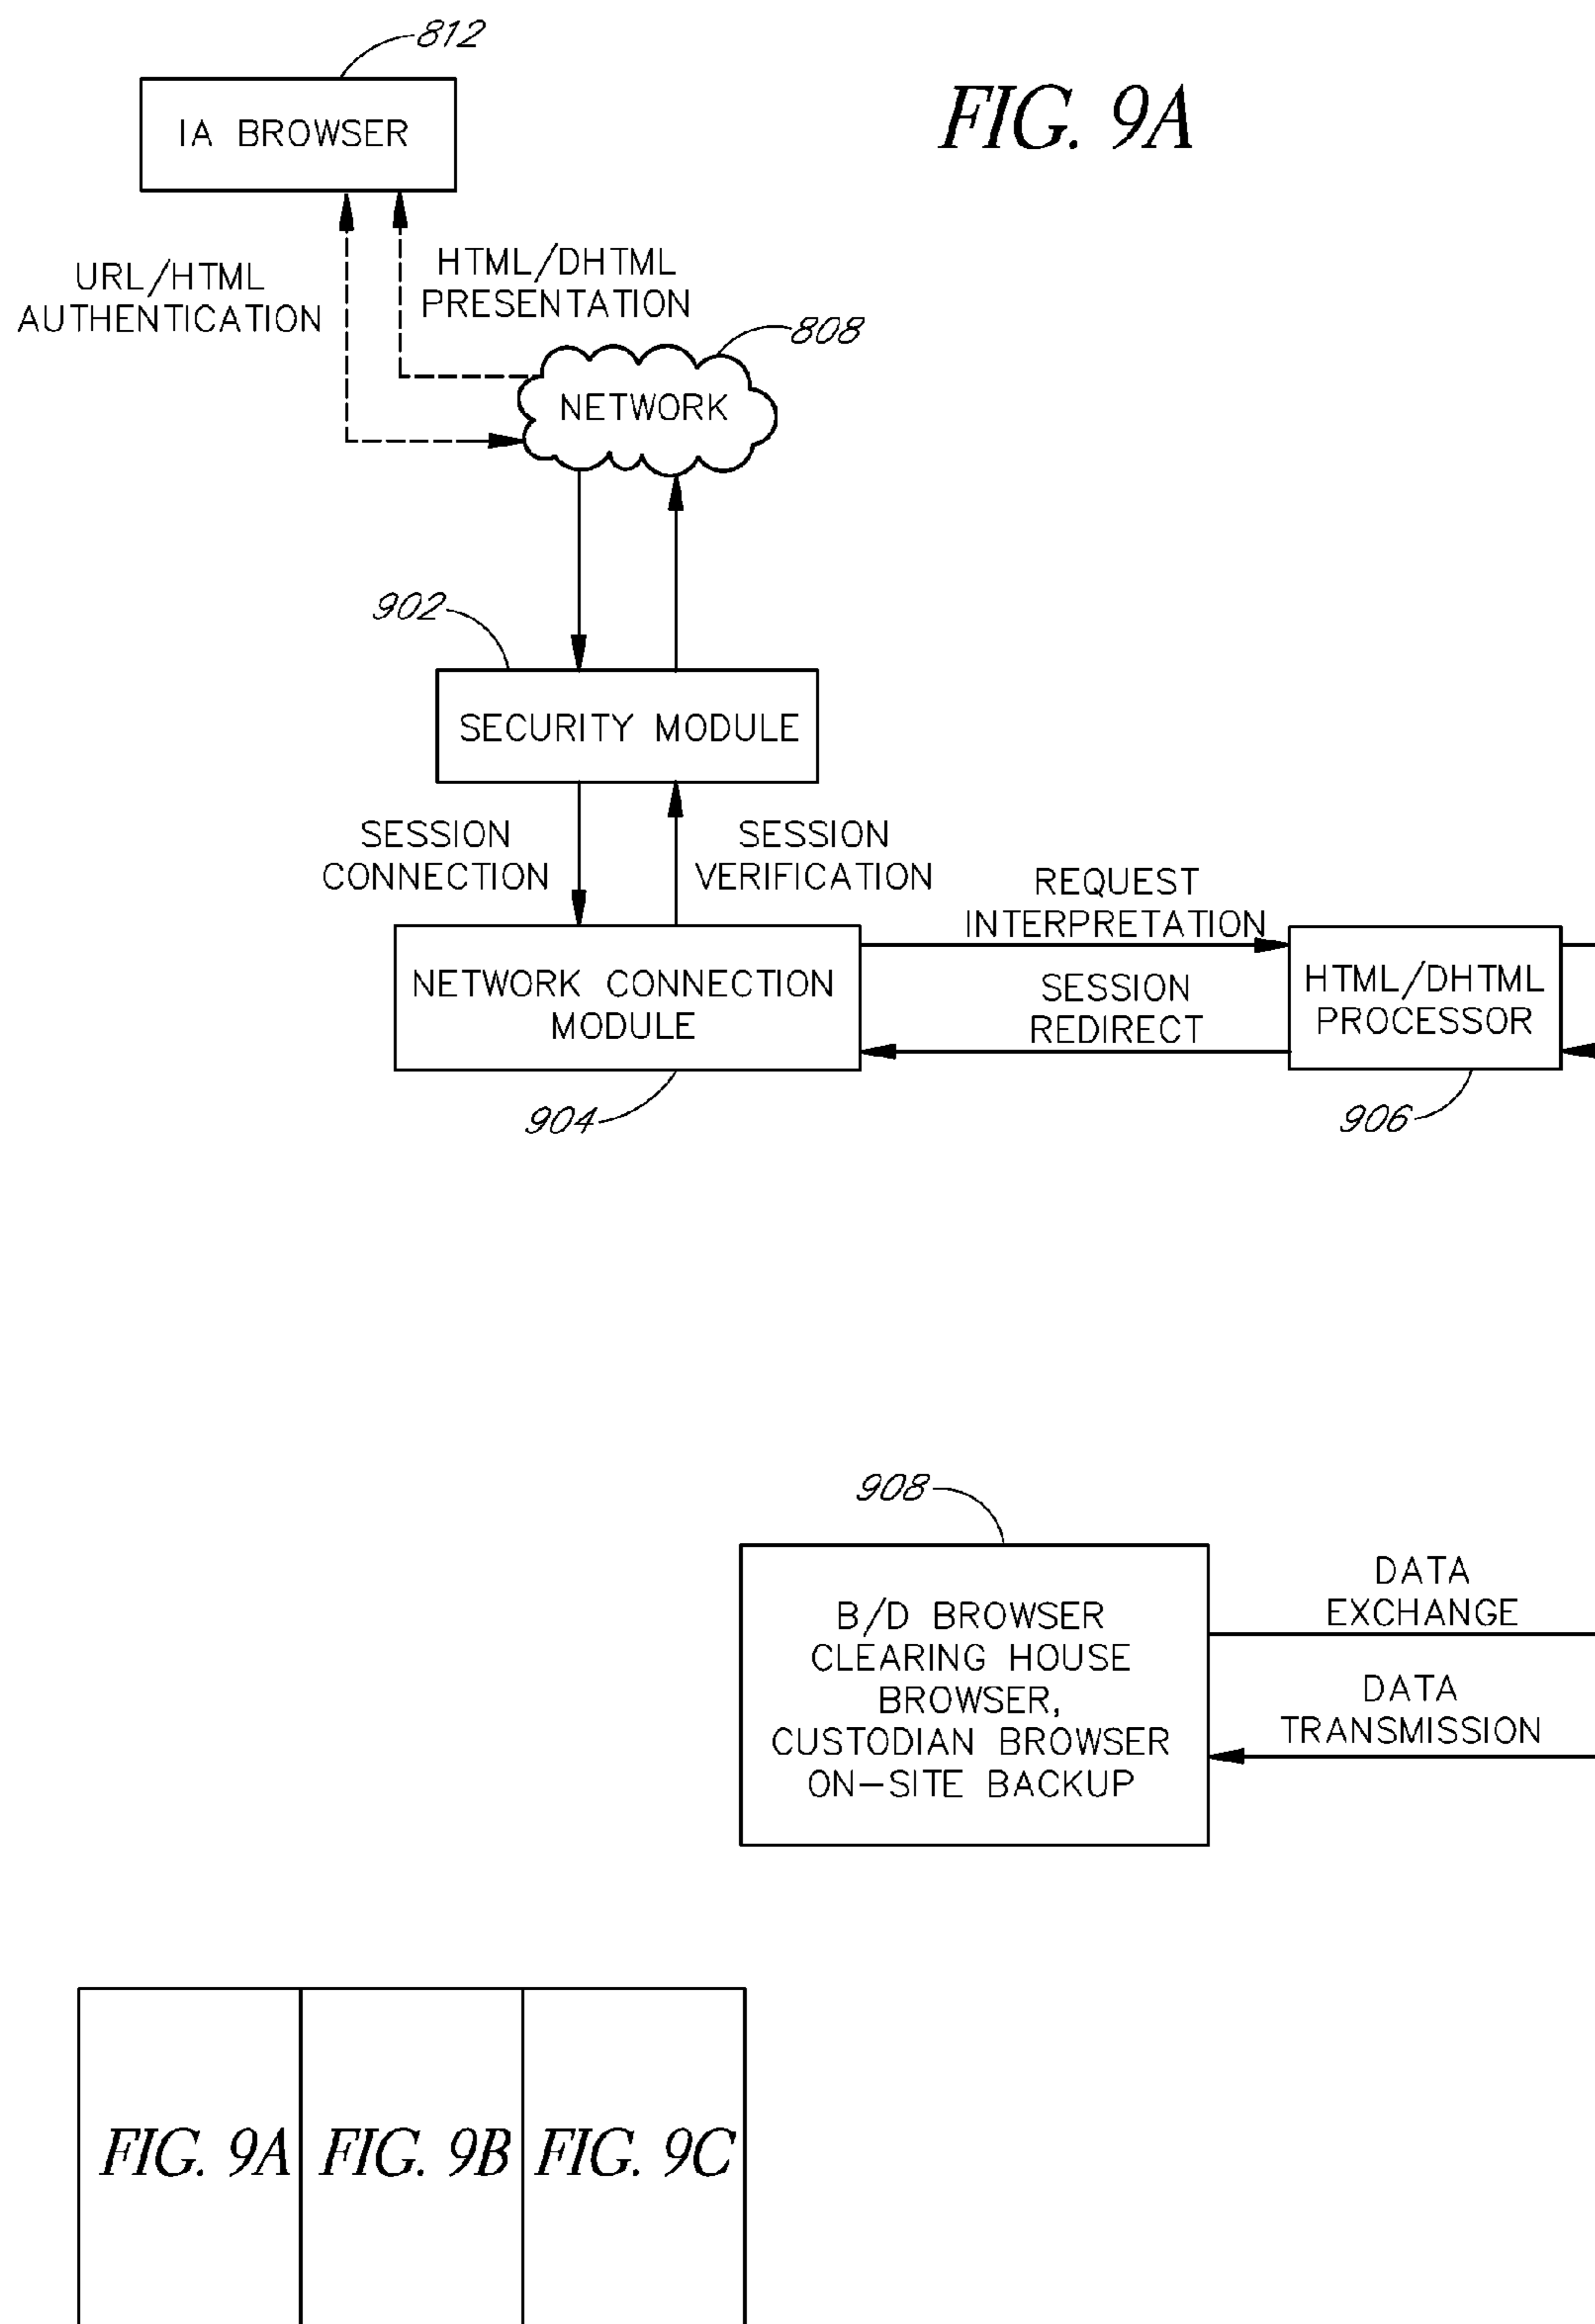 812
FIG. 9A
IA BROWSER
URL/HTML
AUTHENTICATION
HTML/DHTML
PRESENTATION
808
NETWORK
902
SECURITY MODULE
SESSION
CONNECTION
SESSION
VERIFICATION
REQUEST
INTERPRETATION
NETWORK CONNECTION
MODULE
SESSION
REDIRECT
HTML/DHTML
PROCESSOR
904
906
908
B/D BROWSER
CLEARING HOUSE
BROWSER,
CUSTODIAN BROWSER
ON-SITE BACKUP
DATA
EXCHANGE
DATA
TRANSMISSION
FIG. 9A
FIG. 9B
FIG. 9C